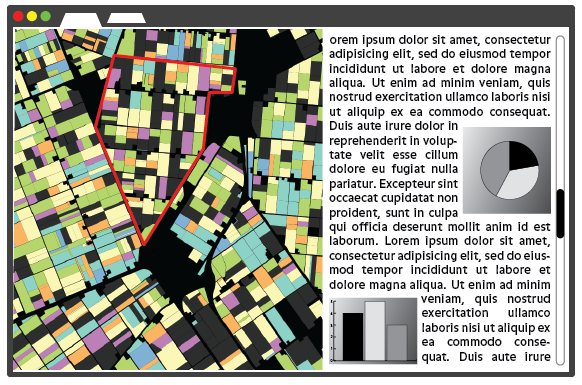 orem ipsum dolor sit amet, consectetur
adipisicing elit, sed do eiusmod tempor
incididunt ut labore et dolore magna
aliqua. Ut enim ad minim veniam, quis
nostrud exercitation ullamco laboris nisi
ut aliquip ex ea commodo consequat.
Duis aute irure dolor in
reprehenderit in volup-
tate velit esse cillum
dolore eu fugiat nulla
pariatur. Excepteur sint
occaecat cupidatat non
proident, sunt in culpa
qui officia deserunt mollit anim id est
laborum. Lorem ipsum dolor sit amet,
consectetur adipisicing elit, sed do eius-
mod tempor incididunt ut labore et
dolore magna aliqua. Ut enim ad minim
veniam, quis nostrud
exercitation ullamco
laboris nisi ut aliquip ex
ea commodo conse-
quat. Duis aute irure